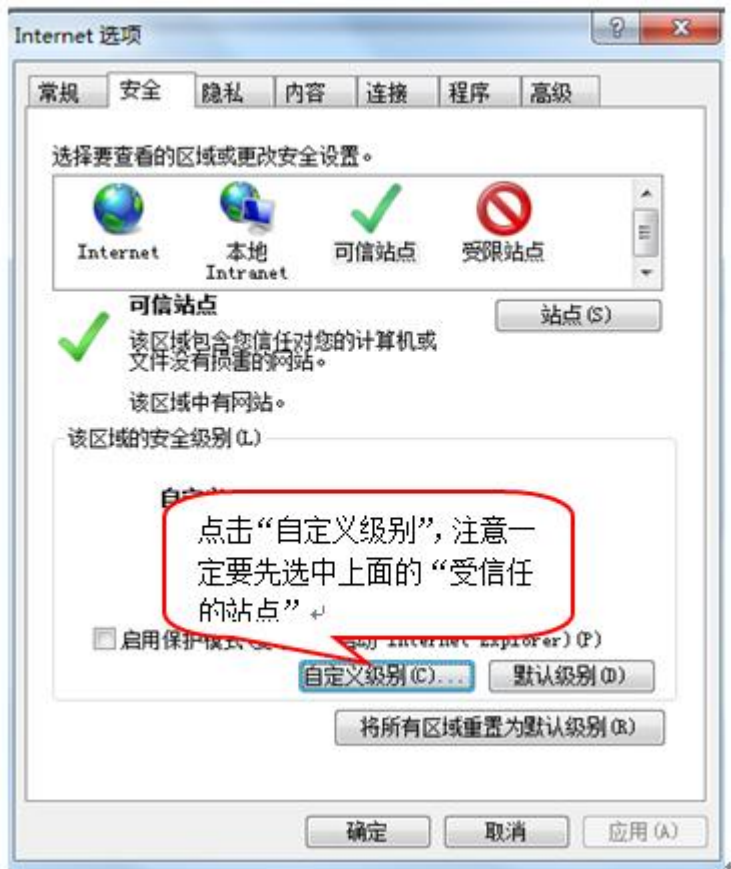 Internet 选项
常规 安全 隐私 内容 连接 程序 高级
选择要查看的区域或更改安全设置。
Internet 本地 Intranet 可信站点 受限站点
可信站点
站点(S)
该区域包含您信任对您的计算机或
文件没有损害的网站。
该区域中有网站。
该区域的安全级别(L)
点击“自定义级别”，注意一
定要先选中上面的“受信任
的站点”
启用保 Internet Explorer)(P)
自定义级别(C)... 默认级别(D)
将所有区域重置为默认级别(R)
确定 取消 应用(A)